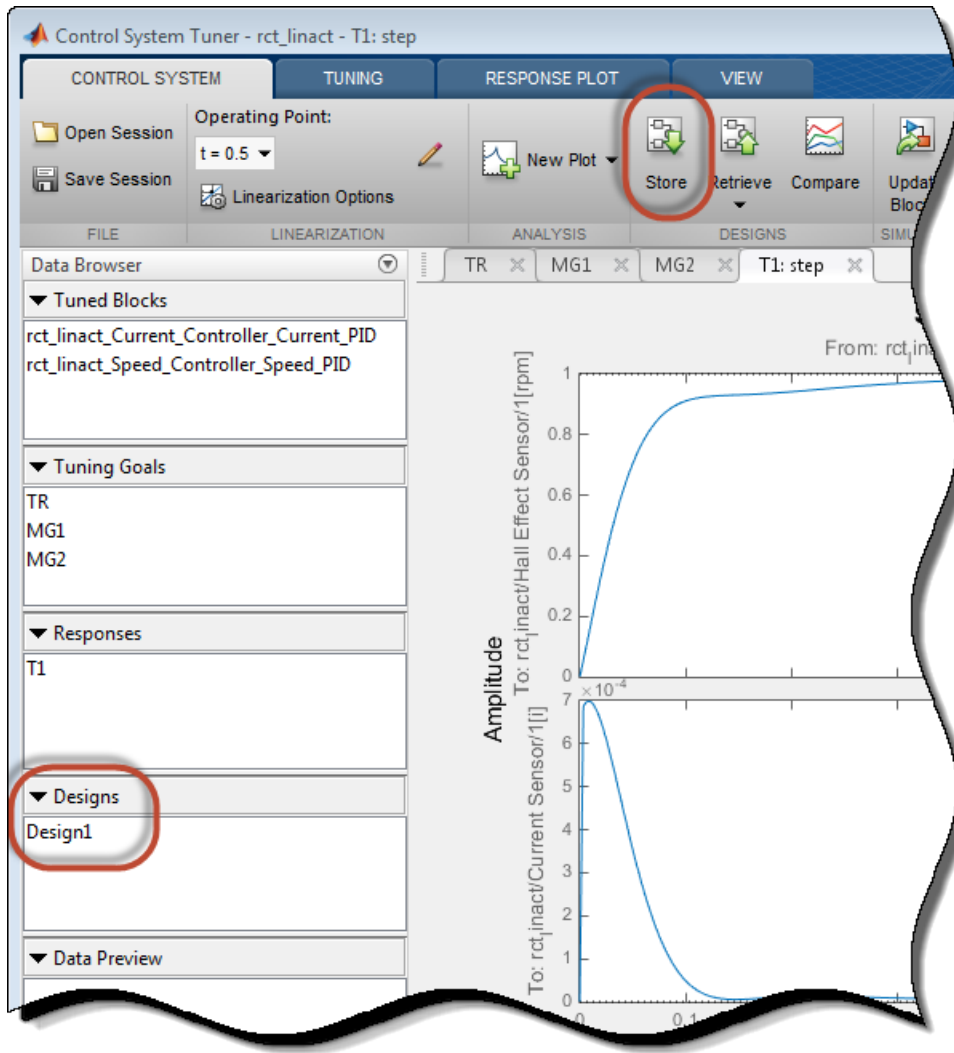 Control System Tuner - rct_linact - T1: step
CONTROL SYSTEM TUNING RESPONSE PLOT VIEW
Open Session
Save Session
FILE
Operating Point:
t = 0.5
Linearization Options
LINEARIZATION
New Plot
ANALYSIS
Store
Retrieve
Compare
DESIGNS
Data Browser
Tuned Blocks
rct_linact_Current_Controller_Current_PID
rct_linact_Speed_Controller_Speed_PID
Tuning Goals
TR
MG1
MG2
Responses
T1
Designs
Design1
Data Preview
TR MG1 MG2 T1: step
From: rct_lin
Amplitude
To: rct_linact/Hall Effect Sensor/1[rpm]
1
0.8
0.6
0.4
0.2
0
To: rct_linact/Current Sensor/1[i]
×10-4
7
6
5
4
3
2
1
0
0 0.1